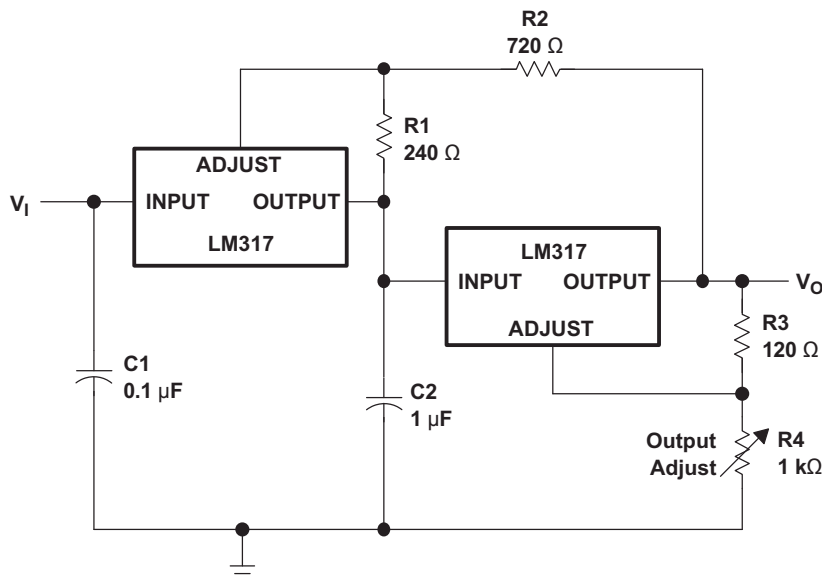 R2
720 Ω
R1
240 Ω
ADJUST
V_I
INPUT OUTPUT
LM317
LM317
INPUT OUTPUT
ADJUST
V_O
R3
120 Ω
C1
0.1 µF
C2
1 µF
Output
Adjust
R4
1 kΩ